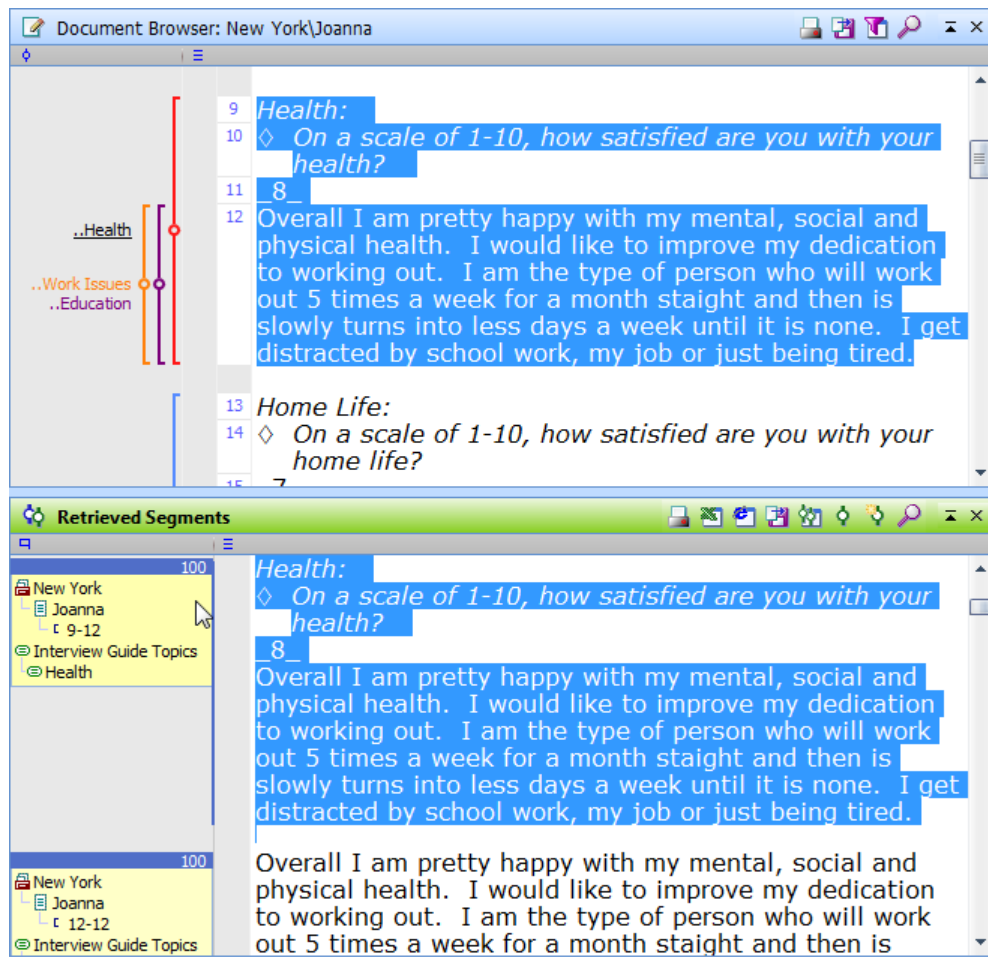 Document Browser: New York\Joanna
9 Health:
10 ◊ On a scale of 1-10, how satisfied are you with your
health?
11 _8_
12 Overall I am pretty happy with my mental, social and
..Health
physical health. I would like to improve my dedication
to working out. I am the type of person who will work
..Work Issues
out 5 times a week for a month staight and then is
..Education
slowly turns into less days a week until it is none. I get
distracted by school work, my job or just being tired.
13 Home Life:
14 ◊ On a scale of 1-10, how satisfied are you with your
home life?
15 _7_
Retrieved Segments
100
New York
Joanna
9-12
Interview Guide Topics
Health
Health:
◊ On a scale of 1-10, how satisfied are you with your
health?
_8_
Overall I am pretty happy with my mental, social and
physical health. I would like to improve my dedication
to working out. I am the type of person who will work
out 5 times a week for a month staight and then is
slowly turns into less days a week until it is none. I get
distracted by school work, my job or just being tired.
100
New York
Joanna
12-12
Interview Guide Topics
Overall I am pretty happy with my mental, social and
physical health. I would like to improve my dedication
to working out. I am the type of person who will work
out 5 times a week for a month staight and then is